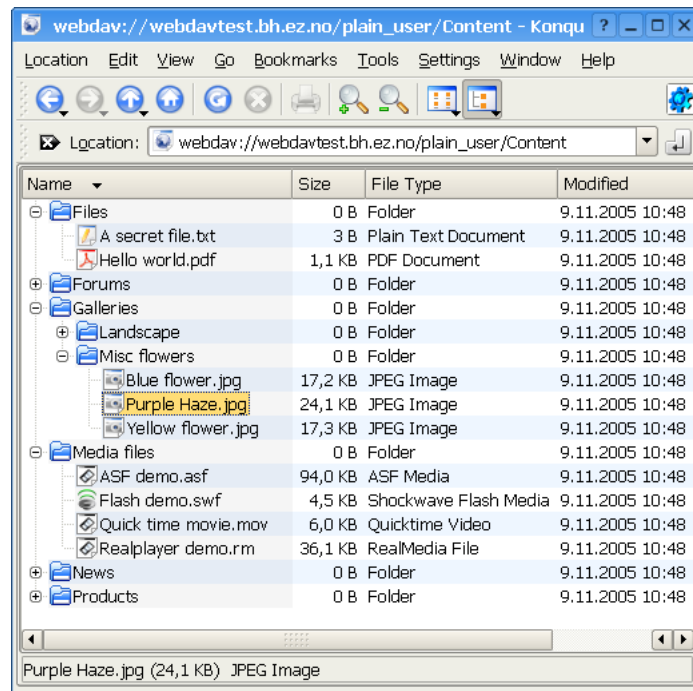 webdav://webdavtest.bh.ez.no/plain_user/Content - Konqu
Location Edit View Go Bookmarks Tools Settings Window Help
Location: webdav://webdavtest.bh.ez.no/plain_user/Content
Name Size File Type Modified
Files 0 B Folder 9.11.2005 10:48
A secret file.txt 3 B Plain Text Document 9.11.2005 10:48
Hello world.pdf 1,1 KB PDF Document 9.11.2005 10:48
Forums 0 B Folder 9.11.2005 10:48
Galleries 0 B Folder 9.11.2005 10:48
Landscape 0 B Folder 9.11.2005 10:48
Misc flowers 0 B Folder 9.11.2005 10:48
Blue flower.jpg 17,2 KB JPEG Image 9.11.2005 10:48
Purple Haze.jpg 24,1 KB JPEG Image 9.11.2005 10:48
Yellow flower.jpg 17,3 KB JPEG Image 9.11.2005 10:48
Media files 0 B Folder 9.11.2005 10:48
ASF demo.asf 94,0 KB ASF Media 9.11.2005 10:48
Flash demo.swf 4,5 KB Shockwave Flash Media 9.11.2005 10:48
Quick time movie.mov 6,0 KB Quicktime Video 9.11.2005 10:48
Realplayer demo.rm 36,1 KB RealMedia File 9.11.2005 10:48
News 0 B Folder 9.11.2005 10:48
Products 0 B Folder 9.11.2005 10:48
Purple Haze.jpg (24,1 KB) JPEG Image